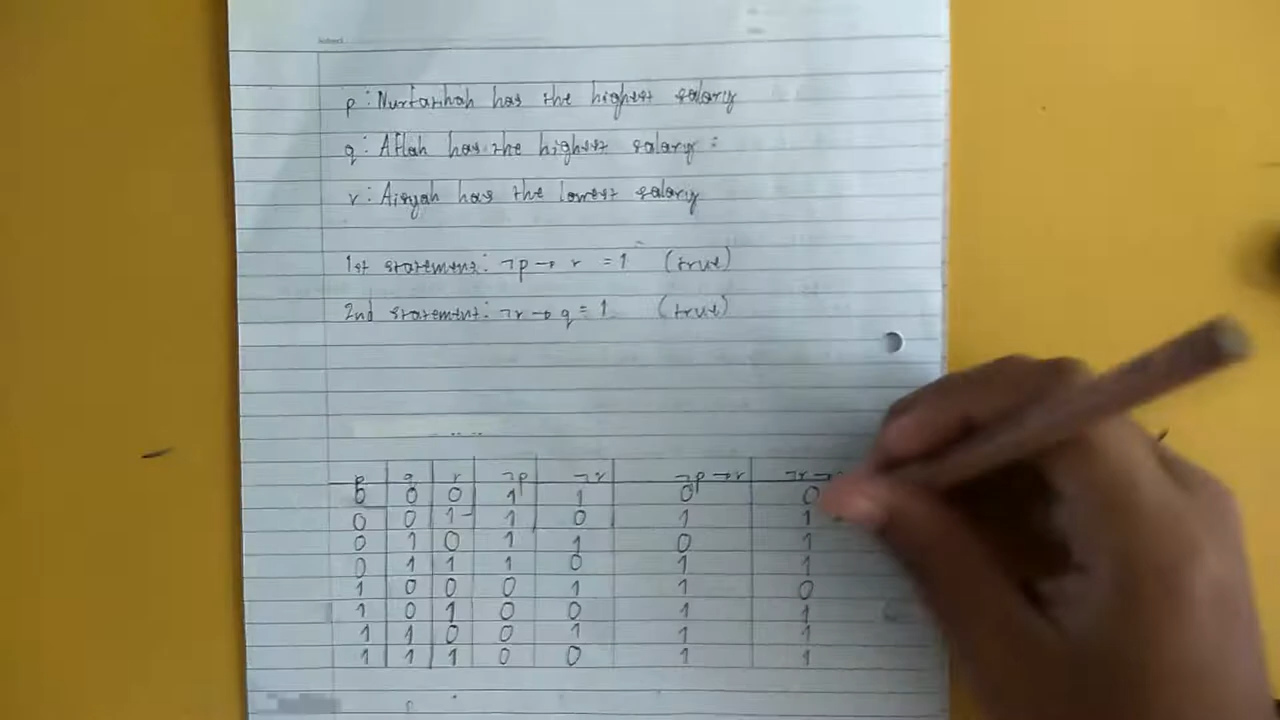 p : Nurfarihah has the highest salary
q : Aflah has the highest salary :
r : Aisyah has the lowest salary
1st statement : ¬p → r = 1 (true)
2nd statement : ¬r → q = 1 (true)
p q r ¬p ¬r ¬p → r ¬r →
0 0 0 1 1 0 0
0 0 1 1 0 1 1
0 1 0 1 1 0 1
0 1 1 1 0 1 1
1 0 0 0 1 1 0
1 0 1 0 0 1 1
1 1 0 0 1 1 1
1 1 1 0 0 1 1